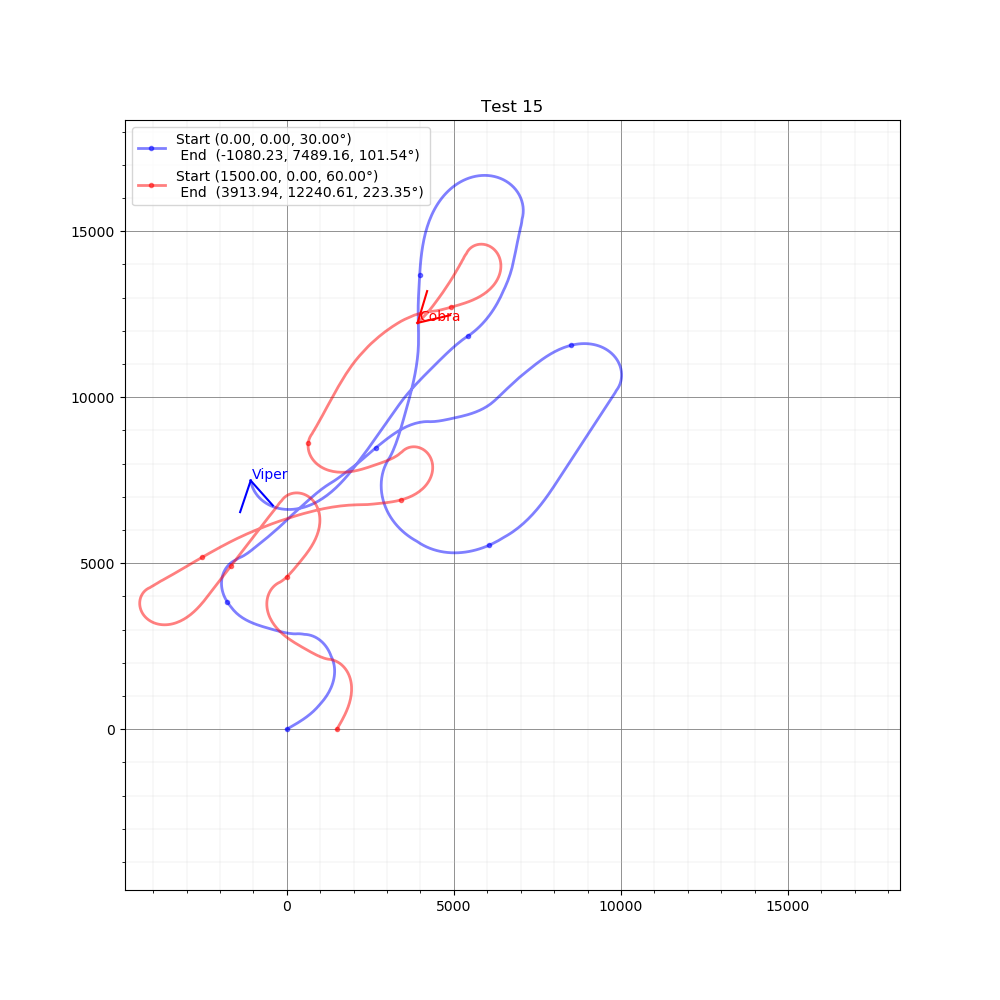 Test 15
Start (0.00, 0.00, 30.00°)
End (-1080.23, 7489.16, 101.54°)
Start (1500.00, 0.00, 60.00°)
End (3913.94, 12240.61, 223.35°)
15000
10000
5000
0
Cobra
Viper
0
5000
10000
15000